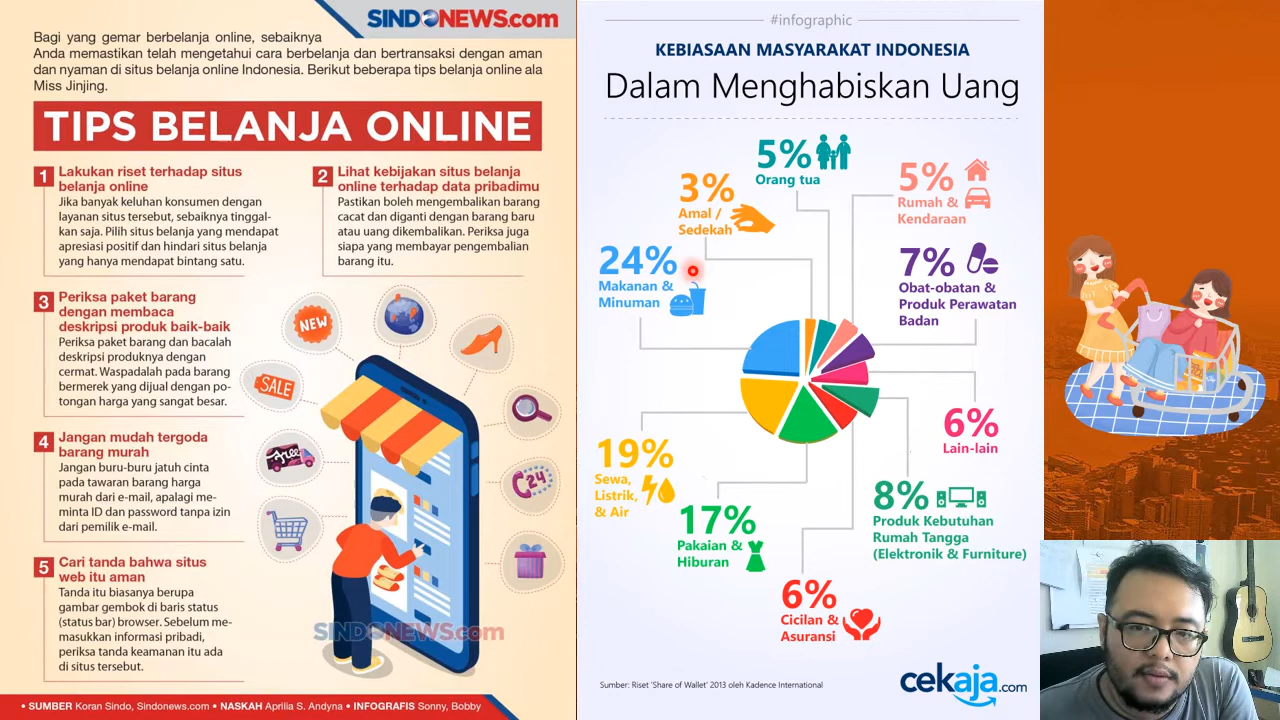 SINDONEWS.com
Bagi yang gemar berbelanja online, sebaiknya
Anda memastikan telah mengetahui cara berbelanja dan bertransaksi dengan aman
dan nyaman di situs belanja online Indonesia. Berikut beberapa tips belanja online ala
Miss Jinjing.
TIPS BELANJA ONLINE
1 Lakukan riset terhadap situs
belanja online
Jika banyak keluhan konsumen dengan
layanan situs tersebut, sebaiknya tinggal-
kan saja. Pilih situs belanja yang mendapat
apresiasi positif dan hindari situs belanja
yang hanya mendapat bintang satu.
2 Lihat kebijakan situs belanja
online terhadap data pribadimu
Pastikan boleh mengembalikan barang
cacat dan diganti dengan barang baru
atau uang dikembalikan. Periksa juga
siapa yang membayar pengembalian
barang itu.
3 Periksa paket barang
dengan membaca
deskripsi produk baik-baik
Periksa paket barang dan bacalah
deskripsi produknya dengan
cermat. Waspadalah pada barang
bermerek yang dijual dengan po-
tongan harga yang sangat besar.
4 Jangan mudah tergoda
barang murah
Jangan buru-buru jatuh cinta
pada tawaran barang harga
murah dari e-mail, apalagi me-
minta ID dan password tanpa izin
dari pemilik e-mail.
5 Cari tanda bahwa situs
web itu aman
Tanda itu biasanya berupa
gambar gembok di baris status
(status bar) browser. Sebelum me-
masukkan informasi pribadi,
periksa tanda keamanan itu ada
di situs tersebut.
NEW
SALE
Free
24
SINDONEWS.com
• SUMBER Koran Sindo, Sindonews.com • NASKAH Aprilia S. Andyna • INFOGRAFIS Sonny, Bobby
#infographic
KEBIASAAN MASYARAKAT INDONESIA
Dalam Menghabiskan Uang
5%
Orang tua
3%
Amal /
Sedekah
5%
Rumah &
Kendaraan
24%
Makanan &
Minuman
7%
Obat-obatan &
Produk Perawatan
Badan
6%
Lain-lain
19%
Sewa,
Listrik,
& Air
17%
Pakaian &
Hiburan
8%
Produk Kebutuhan
Rumah Tangga
(Elektronik & Furniture)
6%
Cicilan &
Asuransi
Sumber: Riset 'Share of Wallet' 2013 oleh Kadence International
cekaja.com